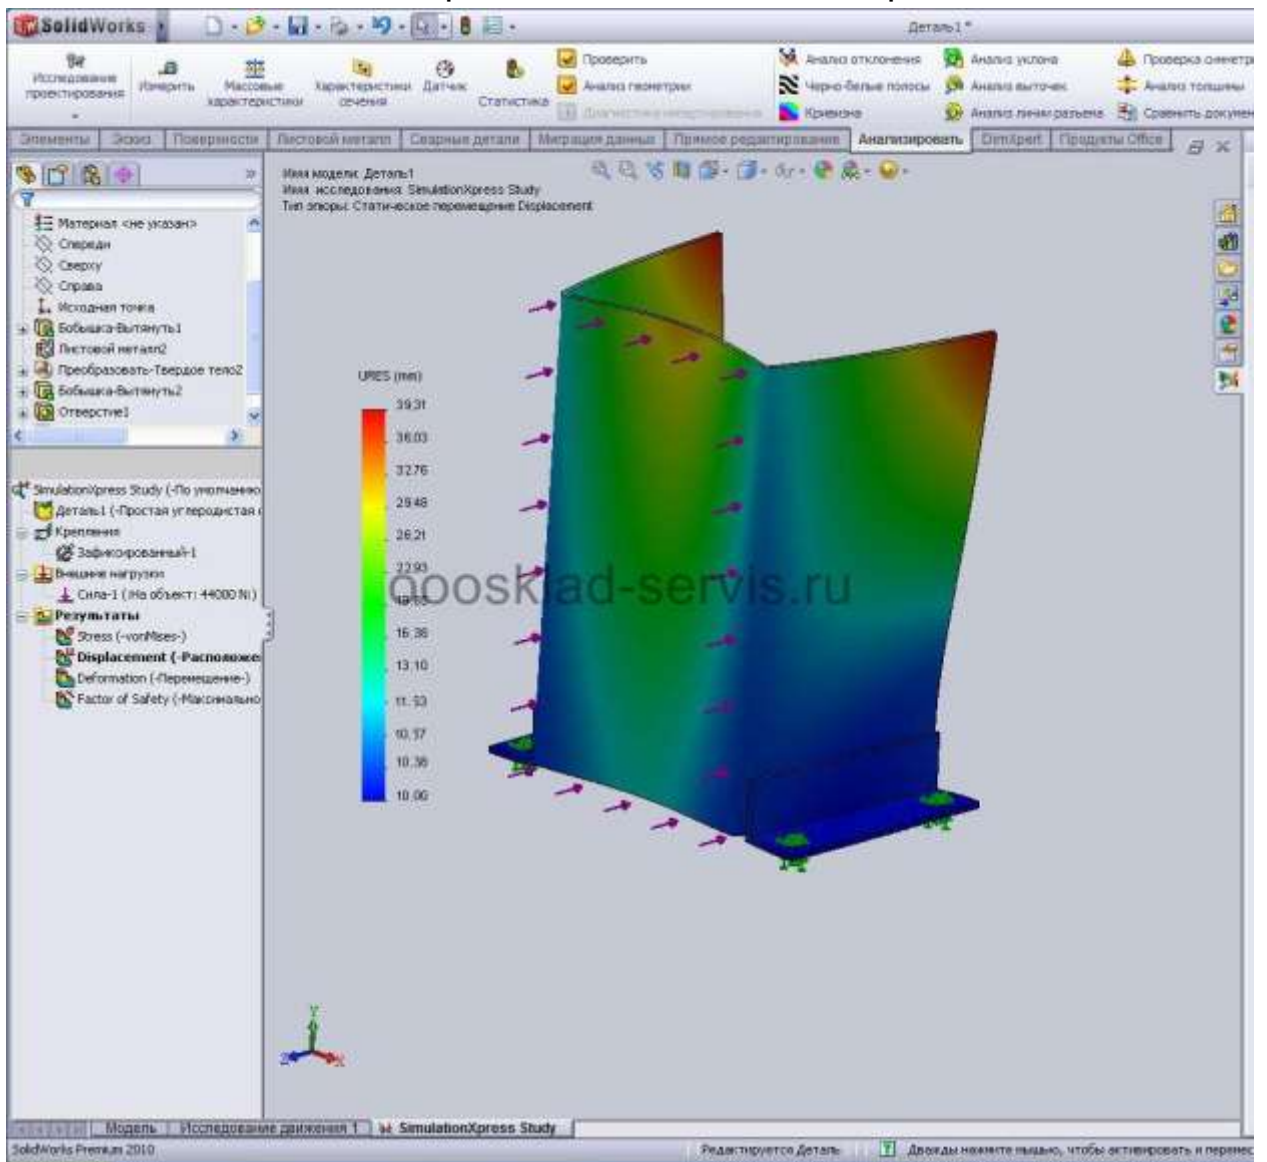 SolidWorks
Деталь1 *
Исследование проектирования
Измерить
Массовые характеристики
Характеристики сечения
Датчик
Статистика
Проверить
Анализ геометрии
Анализ отклонения
Черно-белые полосы
Кривизна
Анализ уклона
Анализ выточек
Анализ линии разъема
Проверка симметр
Анализ толщины
Сравнить докумен
Элементы Эскиз Поверхности Листовой металл Сварные детали Миграция данных Прямое редактирование Анализировать DimXpert Продукты Office
Имя модели: Деталь1
Имя исследования: SimulationXpress Study
Тип эпюры: Статическое перемещение Displacement
Материал <не указан>
Спереди
Сверху
Справа
Исходная точка
Бобышка-Вытянуть1
Листовой металл2
Преобразовать-Твердое тело2
Бобышка-Вытянуть2
Отверстие1
SimulationXpress Study (-По умолчанию
Деталь1 (-Простая углеродистая
Крепления
Зафиксированный-1
Внешние нагрузки
Сила-1 (:На объект: 44000 N:)
Результаты
Stress (-vonMises-)
Displacement (-Расположе
Deformation (-Перемещение-)
Factor of Safety (-Максимально
URES (mm)
39.31
36.03
32.76
29.48
26.21
22.93
16.38
13.10
10.00
ooosklad-servis.ru
Y
Z X
Модель Исследование движения 1 SimulationXpress Study
SolidWorks Premium 2010
Редактируется Деталь
Дважды нажмите мышью, чтобы активировать и перемес